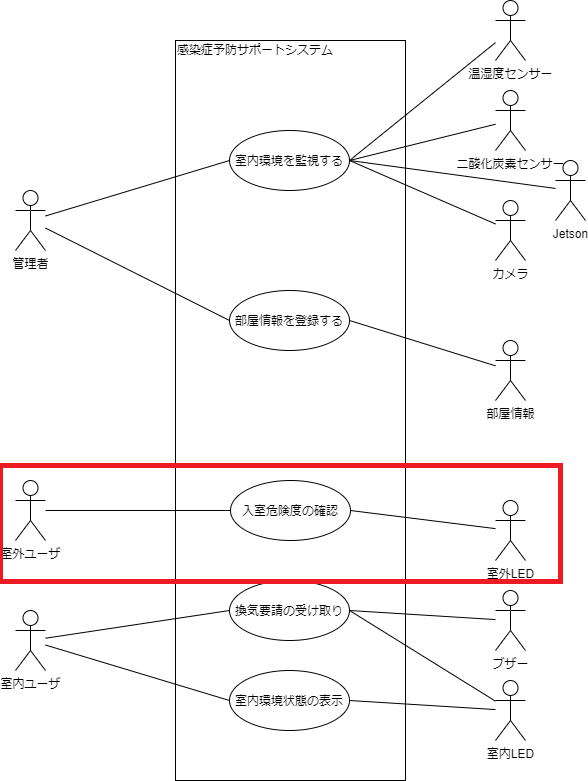 感染症予防サポートシステム
温湿度センサー
室内環境を監視する
二酸化炭素センサー
Jetson
管理者
カメラ
部屋情報を登録する
部屋情報
入室危険度の確認
室外ユーザ
室外LED
換気要請の受け取り
ブザー
室内ユーザ
室内環境状態の表示
室内LED